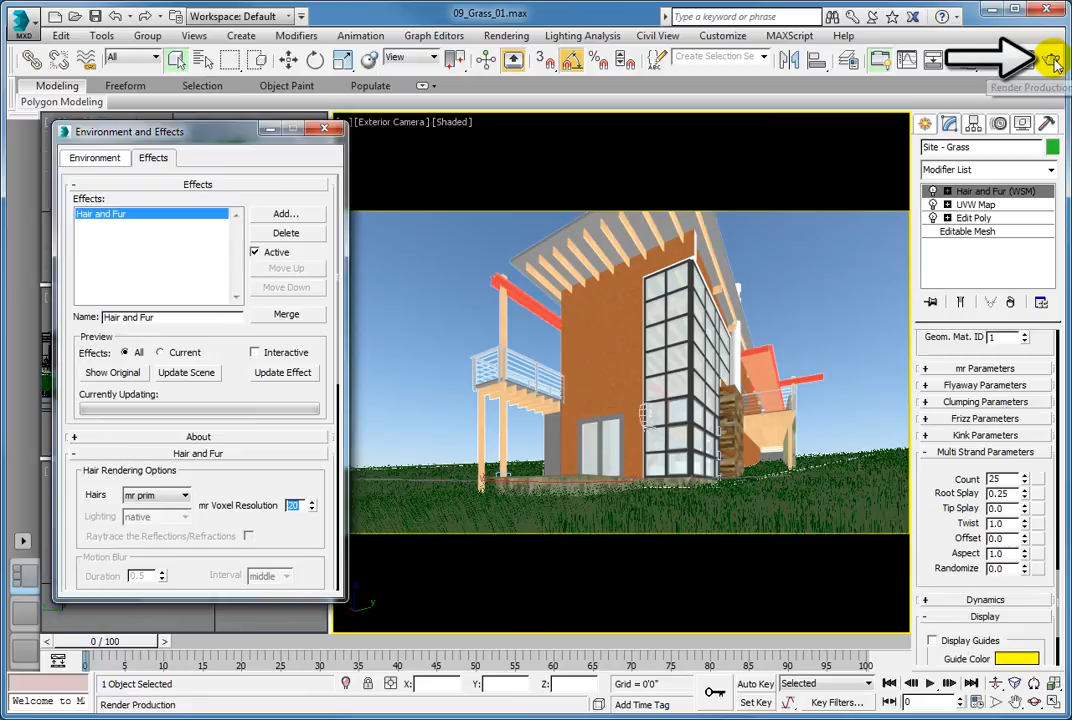 MXD
Workspace: Default
09_Grass_01.max
Type a keyword or phrase
Edit Tools Group Views Create Modifiers Animation Graph Editors Rendering Lighting Analysis Civil View Customize MAXScript Help
All
View
Create Selection Se
Render Production
Modeling Freeform Selection Object Paint Populate
Polygon Modeling
Environment and Effects
[Exterior Camera] [Shaded]
Environment Effects
- Effects
Effects:
Hair and Fur
Add...
Delete
Active
Move Up
Move Down
Name: Hair and Fur
Merge
Preview
Effects: All Current Interactive
Show Original Update Scene Update Effect
Currently Updating:
+ About
- Hair and Fur
Hair Rendering Options
Hairs mr prim mr Voxel Resolution 20
Lighting: native
Raytrace the Reflections/Refractions
Motion Blur
Duration 0.5 Interval middle
Site - Grass
Modifier List
Hair and Fur (WSM)
UVW Map
Edit Poly
Editable Mesh
Geom. Mat. ID 1
+ mr Parameters
+ Flyaway Parameters
+ Clumping Parameters
+ Frizz Parameters
+ Kink Parameters
- Multi Strand Parameters
Count 25
Root Splay 0.25
Tip Splay 0.0
Twist 1.0
Offset 0.0
Aspect 1.0
Randomize 0.0
+ Dynamics
- Display
Display Guides
Guide Color
z
y
< 0 / 100 >
0 5 10 15 20 25 30 35 40 45 50 55 60 65 70 75 80 85 90 95 100
1 Object Selected
X: Y: Z: Grid = 0'0"
Auto Key Selected
Welcome to M
Render Production
Add Time Tag
Set Key Key Filters... 0